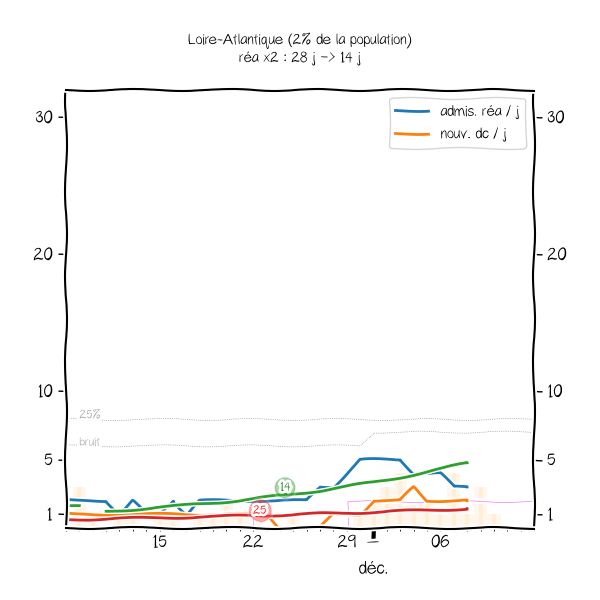 Loire-Atlantique (2% de la population)
réa x2 : 28 j -> 14 j
admis. réa / j
nouv. dc / j
30
30
20
20
10
10
25%
bruit
5
5
14
25
1
1
15
22
29
06
déc.